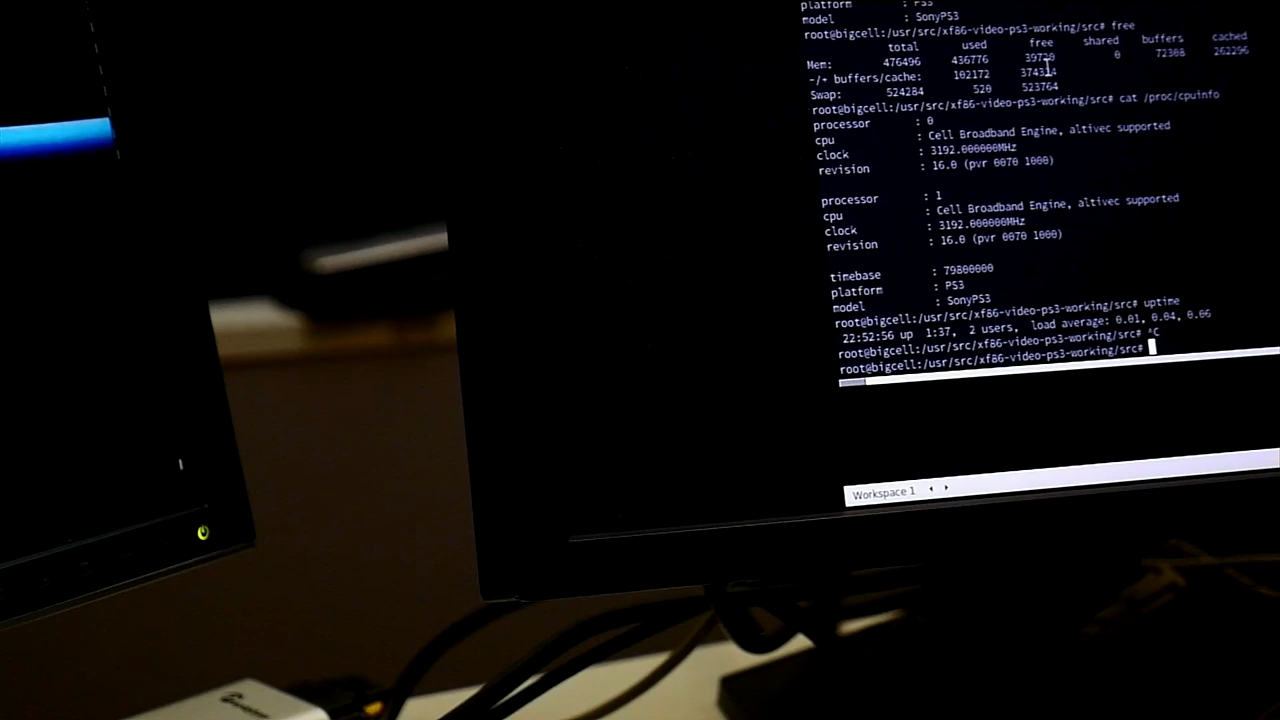 platform : PS3
model : SonyPS3
root@bigcell:/usr/src/xf86-video-ps3-working/src# free
total used free shared buffers cached
Mem: 476496 436776 39720 0 72308 262296
-/+ buffers/cache: 102172 374324
Swap: 524284 520 523764
root@bigcell:/usr/src/xf86-video-ps3-working/src# cat /proc/cpuinfo
processor : 0
cpu : Cell Broadband Engine, altivec supported
clock : 3192.000000MHz
revision : 16.0 (pvr 0070 1000)
processor : 1
cpu : Cell Broadband Engine, altivec supported
clock : 3192.000000MHz
revision : 16.0 (pvr 0070 1000)
timebase : 79800000
platform : PS3
model : SonyPS3
root@bigcell:/usr/src/xf86-video-ps3-working/src# uptime
22:52:56 up 1:37, 2 users, load average: 0.01, 0.04, 0.06
root@bigcell:/usr/src/xf86-video-ps3-working/src# ^C
root@bigcell:/usr/src/xf86-video-ps3-working/src#
Workspace 1